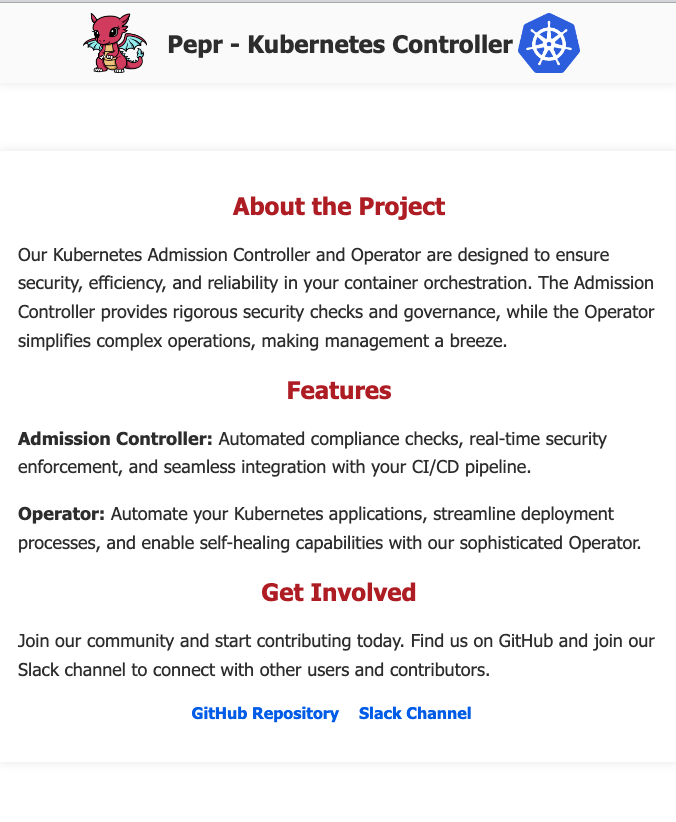 Pepr - Kubernetes Controller
About the Project
Our Kubernetes Admission Controller and Operator are designed to ensure
security, efficiency, and reliability in your container orchestration. The Admission
Controller provides rigorous security checks and governance, while the Operator
simplifies complex operations, making management a breeze.
Features
Admission Controller: Automated compliance checks, real-time security
enforcement, and seamless integration with your CI/CD pipeline.
Operator: Automate your Kubernetes applications, streamline deployment
processes, and enable self-healing capabilities with our sophisticated Operator.
Get Involved
Join our community and start contributing today. Find us on GitHub and join our
Slack channel to connect with other users and contributors.
GitHub Repository Slack Channel